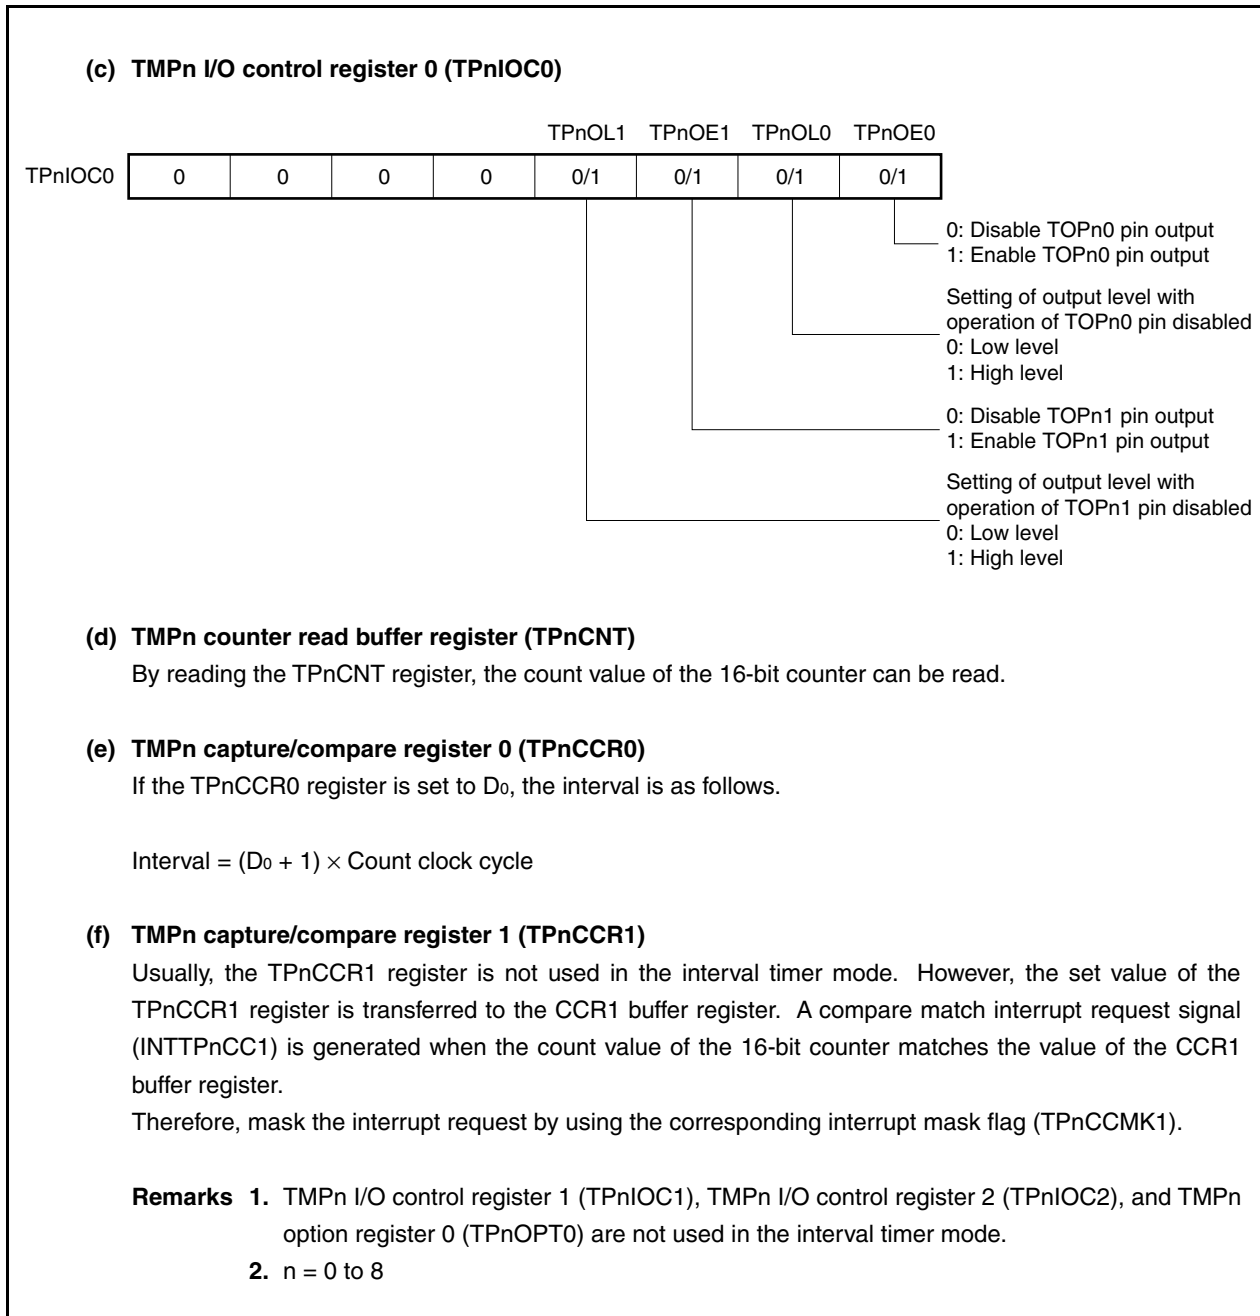 (c) TMPn I/O control register 0 (TPnIOC0)
TPnOL1 TPnOE1 TPnOL0 TPnOE0
TPnIOC0 0 0 0 0 0/1 0/1 0/1 0/1
0: Disable TOPn0 pin output
1: Enable TOPn0 pin output
Setting of output level with
operation of TOPn0 pin disabled
0: Low level
1: High level
0: Disable TOPn1 pin output
1: Enable TOPn1 pin output
Setting of output level with
operation of TOPn1 pin disabled
0: Low level
1: High level
(d) TMPn counter read buffer register (TPnCNT)
By reading the TPnCNT register, the count value of the 16-bit counter can be read.
(e) TMPn capture/compare register 0 (TPnCCR0)
If the TPnCCR0 register is set to D0, the interval is as follows.
Interval = (D0 + 1) × Count clock cycle
(f) TMPn capture/compare register 1 (TPnCCR1)
Usually, the TPnCCR1 register is not used in the interval timer mode. However, the set value of the
TPnCCR1 register is transferred to the CCR1 buffer register. A compare match interrupt request signal
(INTTPnCC1) is generated when the count value of the 16-bit counter matches the value of the CCR1
buffer register.
Therefore, mask the interrupt request by using the corresponding interrupt mask flag (TPnCCMK1).
Remarks 1. TMPn I/O control register 1 (TPnIOC1), TMPn I/O control register 2 (TPnIOC2), and TMPn
option register 0 (TPnOPT0) are not used in the interval timer mode.
2. n = 0 to 8